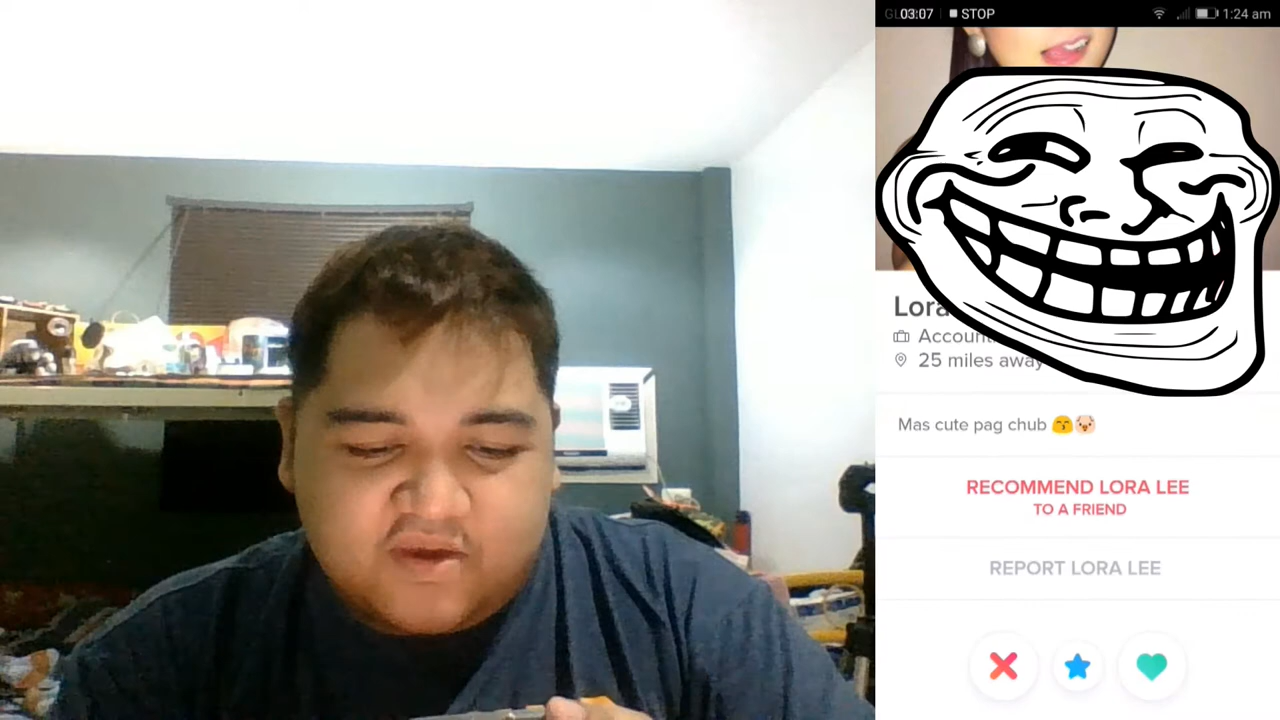 03:07 STOP 1:24 am
Lora
Account
25 miles away
Mas cute pag chub 😙🐷
RECOMMEND LORA LEE
TO A FRIEND
REPORT LORA LEE